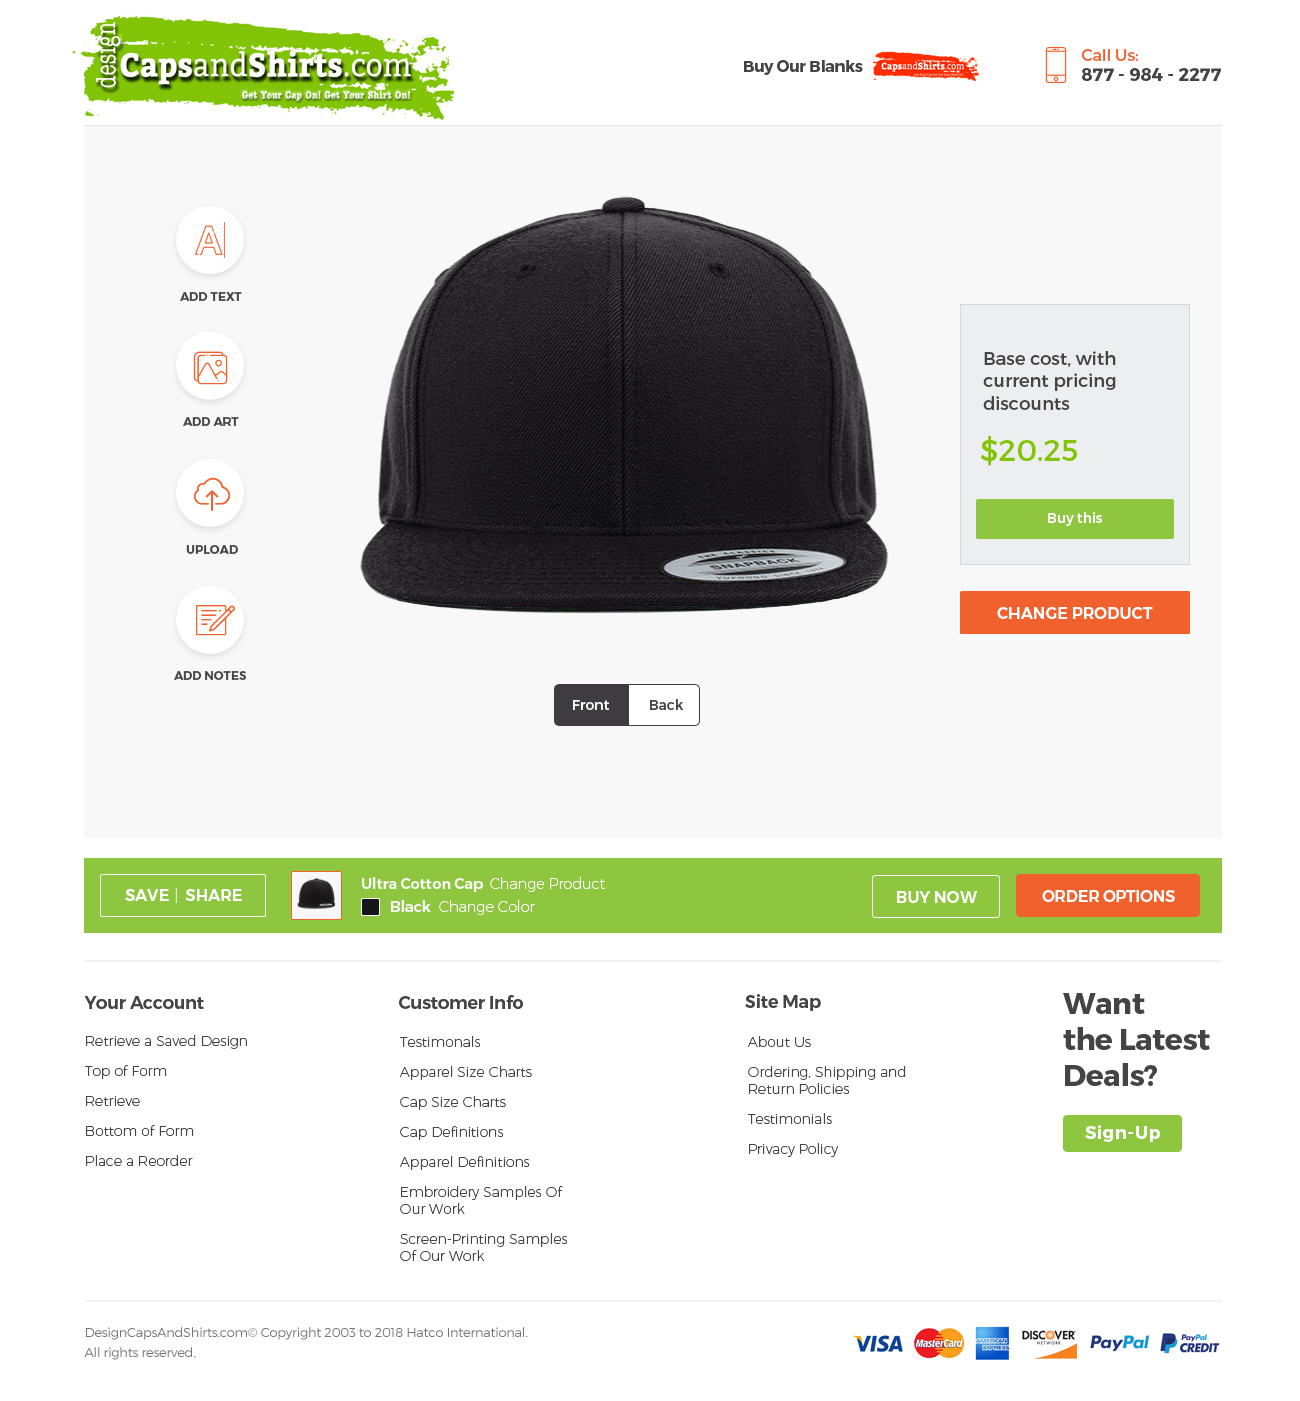 design
CapsandShirts.com
Get Your Cap On! Get Your Shirt On!
Buy Our Blanks
CapsandShirts.com
Call Us:
877 - 984 - 2277
A
ADD TEXT
ADD ART
UPLOAD
ADD NOTES
THE CLASSICS
SNAPBACK
YUPOONG SINCE 1974
Base cost, with
current pricing
discounts
$20.25
Buy this
CHANGE PRODUCT
Front
Back
SAVE | SHARE
Ultra Cotton Cap Change Product
Black Change Color
BUY NOW
ORDER OPTIONS
Your Account
Retrieve a Saved Design
Top of Form
Retrieve
Bottom of Form
Place a Reorder
Customer Info
Testimonals
Apparel Size Charts
Cap Size Charts
Cap Definitions
Apparel Definitions
Embroidery Samples Of
Our Work
Screen-Printing Samples
Of Our Work
Site Map
About Us
Ordering, Shipping and
Return Policies
Testimonials
Privacy Policy
Want
the Latest
Deals?
Sign-Up
DesignCapsAndShirts.com© Copyright 2003 to 2018 Hatco International.
All rights reserved.
VISA
MasterCard
AMERICAN
EXPRESS
DISCOVER
NETWORK
PayPal
PayPal
CREDIT